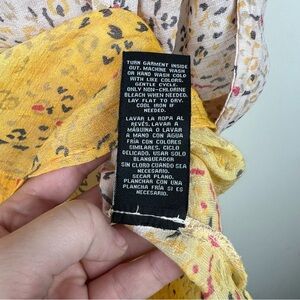 TURN GARMENT INSIDE
OUT. MACHINE WASH
OR HAND WASH COLD
WITH LIKE COLORS.
GENTLE CYCLE.
ONLY NON-CHLORINE
BLEACH WHEN NEEDED.
LAY FLAT TO DRY.
COOL IRON IF
NEEDED.
LAVAR LA ROPA AL
REVÉS. LAVAR A
MÁQUINA O LAVAR
A MANO CON AGUA
FRÍA CON COLORES
SIMILARES. CICLO
DELICADO. USAR SOLO
BLANQUEADOR
SIN CLORO CUANDO SEA
NECESARIO.
SECAR PLANO.
PLANCHAR CON UNA
PLANCHA FRÍA SI ES
NECESARIO.